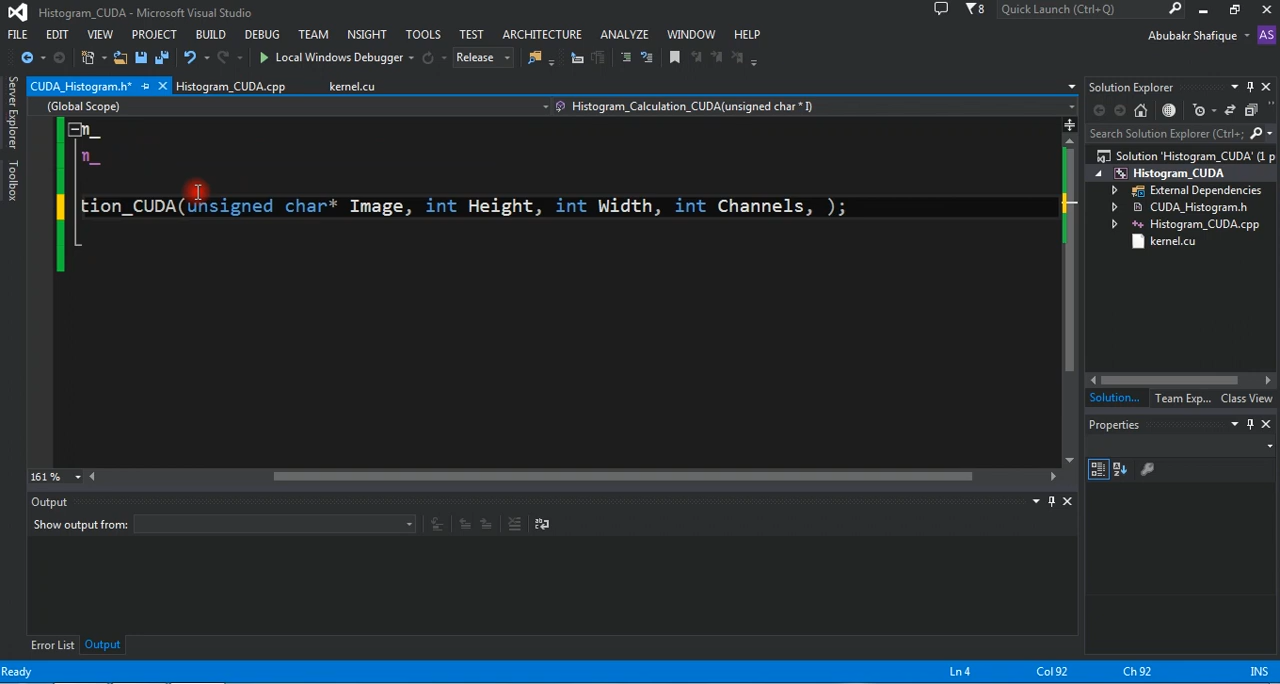 Histogram_CUDA - Microsoft Visual Studio
8
Quick Launch (Ctrl+Q)
FILE EDIT VIEW PROJECT BUILD DEBUG TEAM NSIGHT TOOLS TEST ARCHITECTURE ANALYZE WINDOW HELP
Abubakr Shafique AS
Local Windows Debugger Release
Server Explorer
Toolbox
CUDA_Histogram.h* Histogram_CUDA.cpp kernel.cu
(Global Scope) Histogram_Calculation_CUDA(unsigned char * I)
m_
n_
tion_CUDA(unsigned char* Image, int Height, int Width, int Channels, );
161 %
Output
Show output from:
Error List Output
Solution Explorer
Search Solution Explorer (Ctrl+;
Solution 'Histogram_CUDA' (1 p
Histogram_CUDA
External Dependencies
CUDA_Histogram.h
Histogram_CUDA.cpp
kernel.cu
Solution... Team Exp... Class View
Properties
Ready Ln 4 Col 92 Ch 92 INS